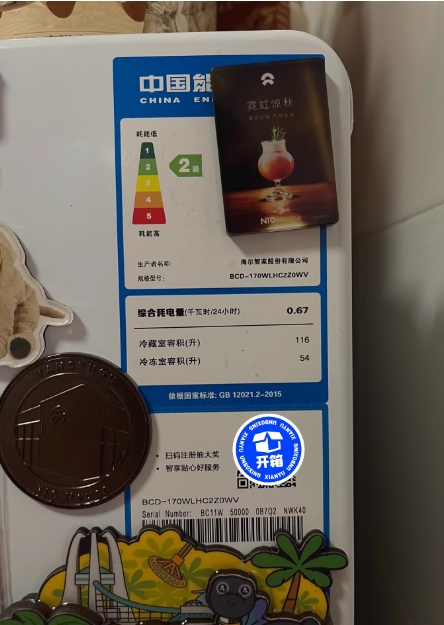 中国能
CHINA EN
霓虹惊秋
耗能低
1
2
3
4
5
2级
耗能高
NIO
生产者名称:
海尔智家股份有限公司
规格型号:
BCD-170WLHC2Z0WV
综合耗电量(千瓦时/24小时)
0.67
冷藏室容积(升)
116
冷冻室容积(升)
54
依据国家标准: GB 12021.2-2015
开箱
• 扫码注册抽大奖
• 智享贴心好服务
BCD-170WLHC2Z0WV
Serial Number: BC11W 50000 0B7Q2 NWK40